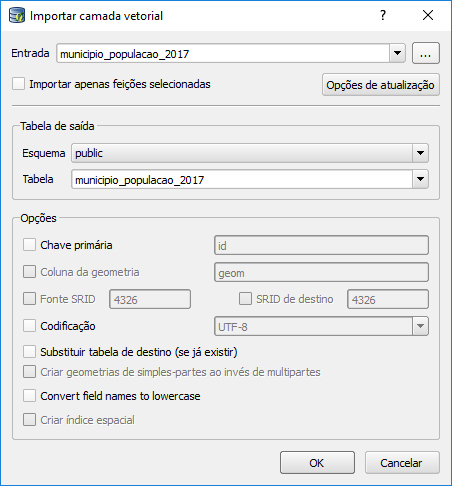 Importar camada vetorial
?
Entrada municipio_populacao_2017 ...
Importar apenas feições selecionadas Opções de atualização
Tabela de saída
Esquema public
Tabela municipio_populacao_2017
Opções
Chave primária id
Coluna da geometria geom
Fonte SRID 4326 SRID de destino 4326
Codificação UTF-8
Substituir tabela de destino (se já existir)
Criar geometrias de simples-partes ao invés de multipartes
Convert field names to lowercase
Criar índice espacial
OK Cancelar